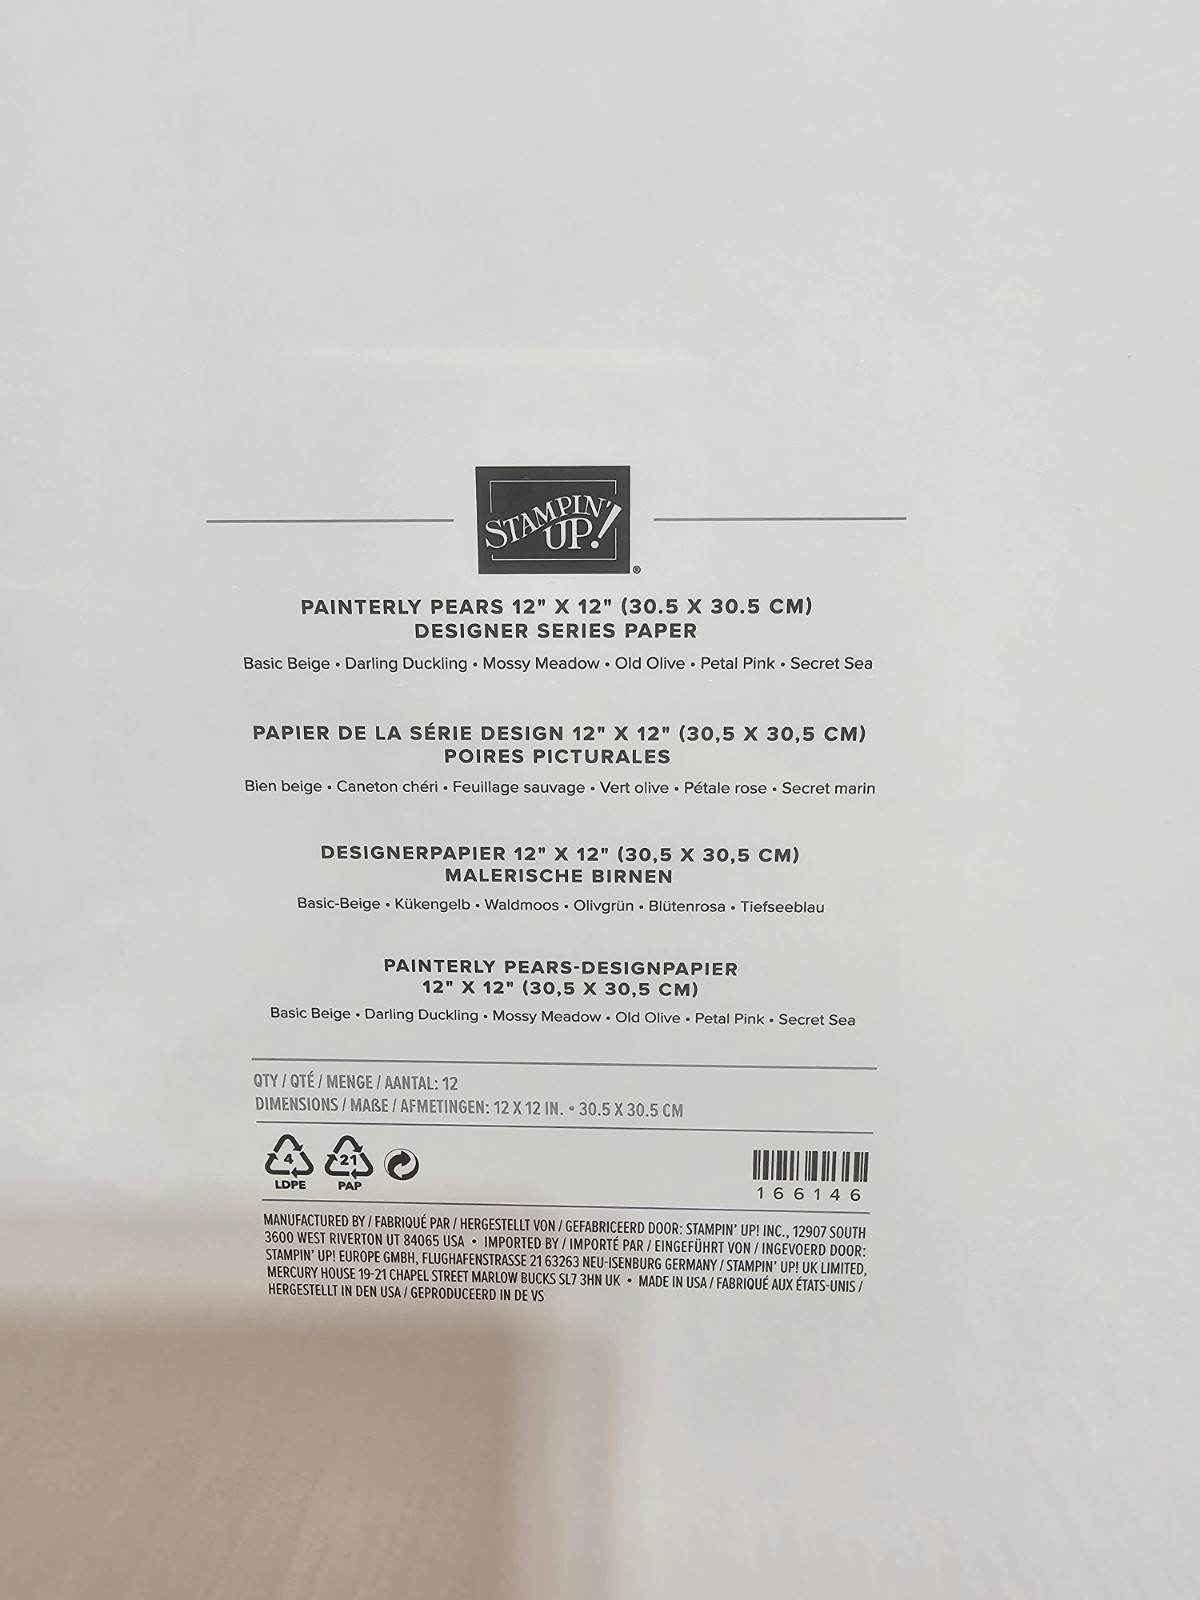 STAMPIN' UP!®
PAINTERLY PEARS 12" X 12" (30.5 X 30.5 CM)
DESIGNER SERIES PAPER
Basic Beige • Darling Duckling • Mossy Meadow • Old Olive • Petal Pink • Secret Sea
PAPIER DE LA SÉRIE DESIGN 12" X 12" (30,5 X 30,5 CM)
POIRES PICTURALES
Bien beige • Caneton chéri • Feuillage sauvage • Vert olive • Pétale rose • Secret marin
DESIGNERPAPIER 12" X 12" (30,5 X 30,5 CM)
MALERISCHE BIRNEN
Basic-Beige • Kükengelb • Waldmoos • Olivgrün • Blütenrosa • Tiefseeblau
PAINTERLY PEARS-DESIGNPAPIER
12" X 12" (30,5 X 30,5 CM)
Basic Beige • Darling Duckling • Mossy Meadow • Old Olive • Petal Pink • Secret Sea
QTY / QTÉ / MENGE / AANTAL: 12
DIMENSIONS / MAßE / AFMETINGEN: 12 X 12 IN. • 30.5 X 30.5 CM
4 21
LDPE PAP
166146
MANUFACTURED BY / FABRIQUÉ PAR / HERGESTELLT VON / GEFABRICEERD DOOR: STAMPIN' UP! INC., 12907 SOUTH
3600 WEST RIVERTON UT 84065 USA • IMPORTED BY / IMPORTÉ PAR / EINGEFÜHRT VON / INGEVOERD DOOR:
STAMPIN' UP! EUROPE GMBH, FLUGHAFENSTRASSE 21 63263 NEU-ISENBURG GERMANY / STAMPIN' UP! UK LIMITED,
MERCURY HOUSE 19-21 CHAPEL STREET MARLOW BUCKS SL7 3HN UK • MADE IN USA / FABRIQUÉ AUX ÉTATS-UNIS /
HERGESTELLT IN DEN USA / GEPRODUCEERD IN DE VS